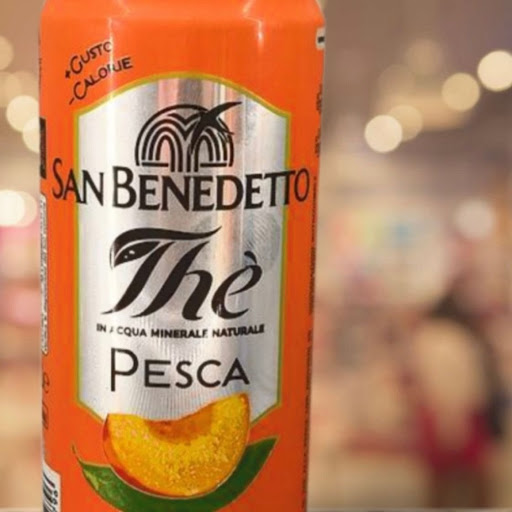 +GUSTO
-CALORIE
SAN BENEDETTO
Thè
IN ACQUA MINERALE NATURALE
PESCA